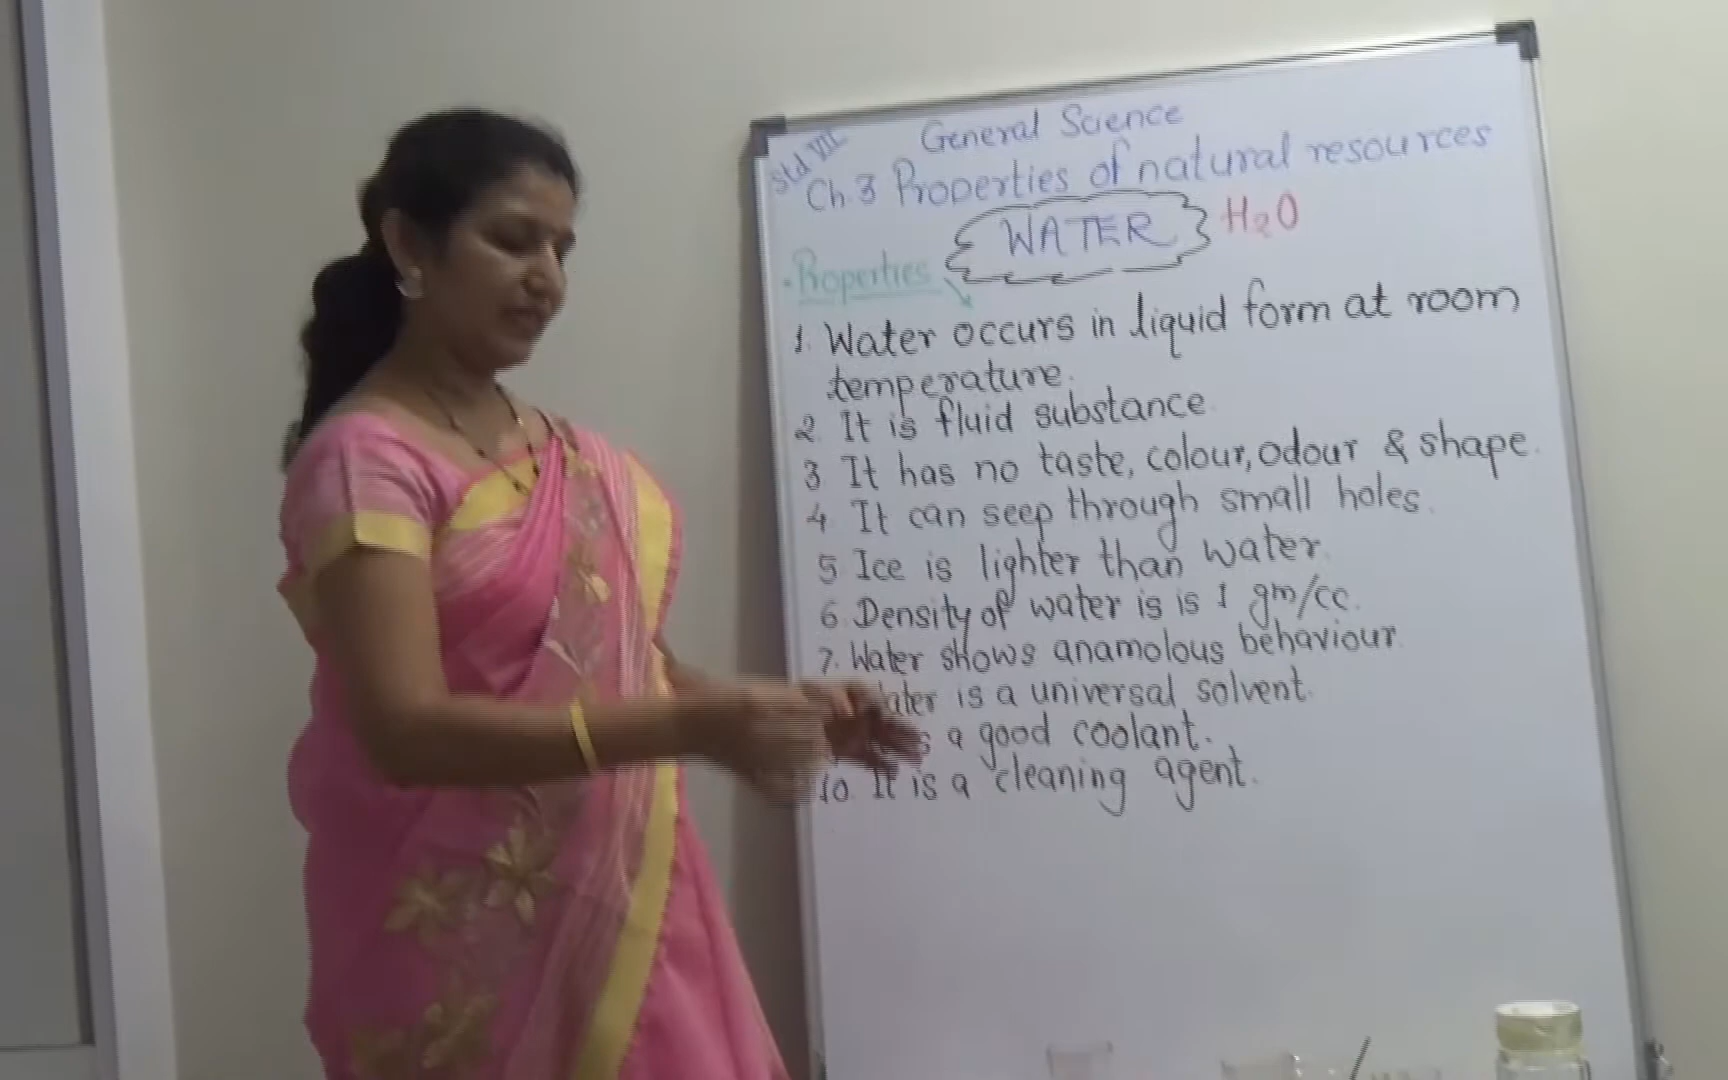 Std VII
General Science
Ch. 3 Properties of natural resources
WATER H2O
Properties
1. Water occurs in liquid form at room
temperature.
2. It is fluid substance
3 It has no taste, colour, odour & shape.
4 It can seep through small holes.
5 Ice is lighter than water.
6. Density of water is is 1 gm/cc.
7. Water shows anamolous behaviour.
is a universal solvent.
a good coolant.
10. It is a cleaning agent.